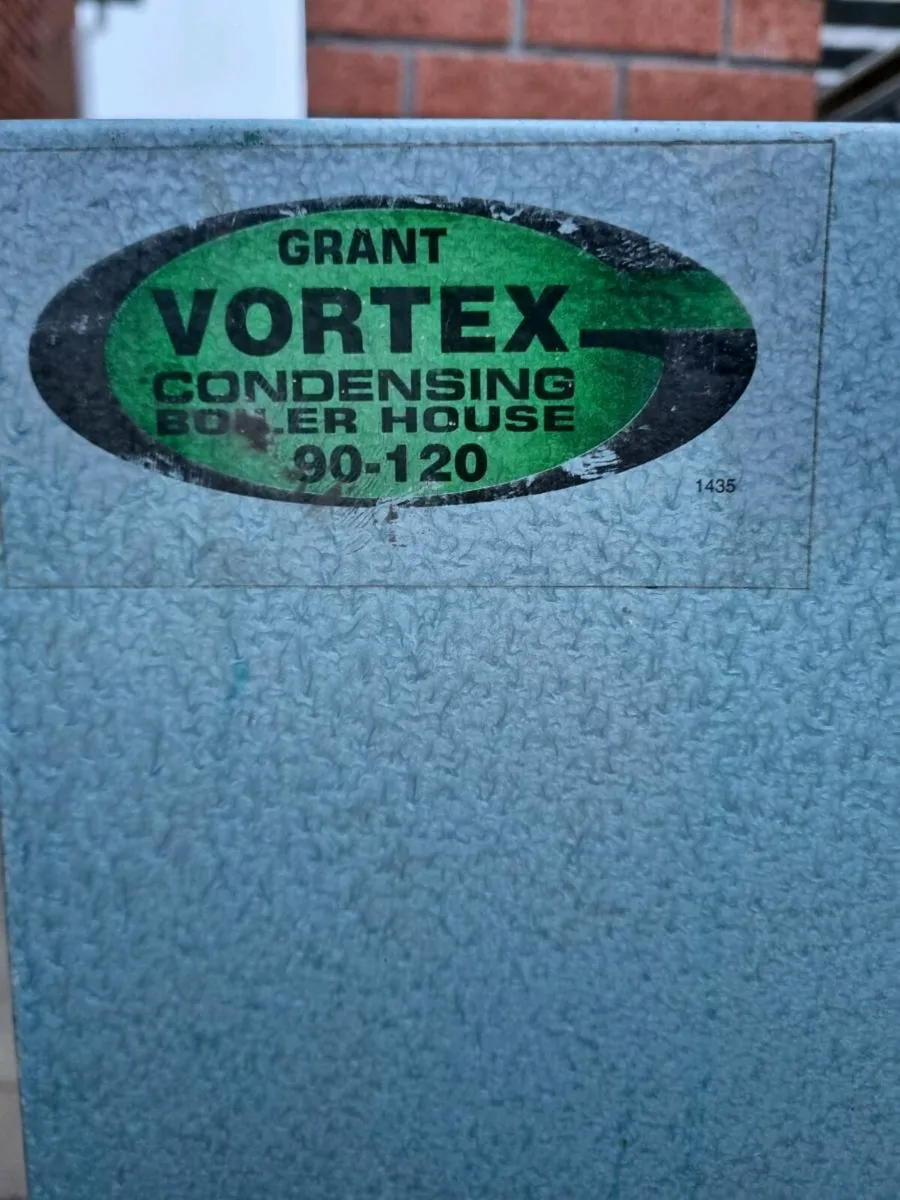 GRANT
VORTEX
CONDENSING
BOILER HOUSE
90-120
1435